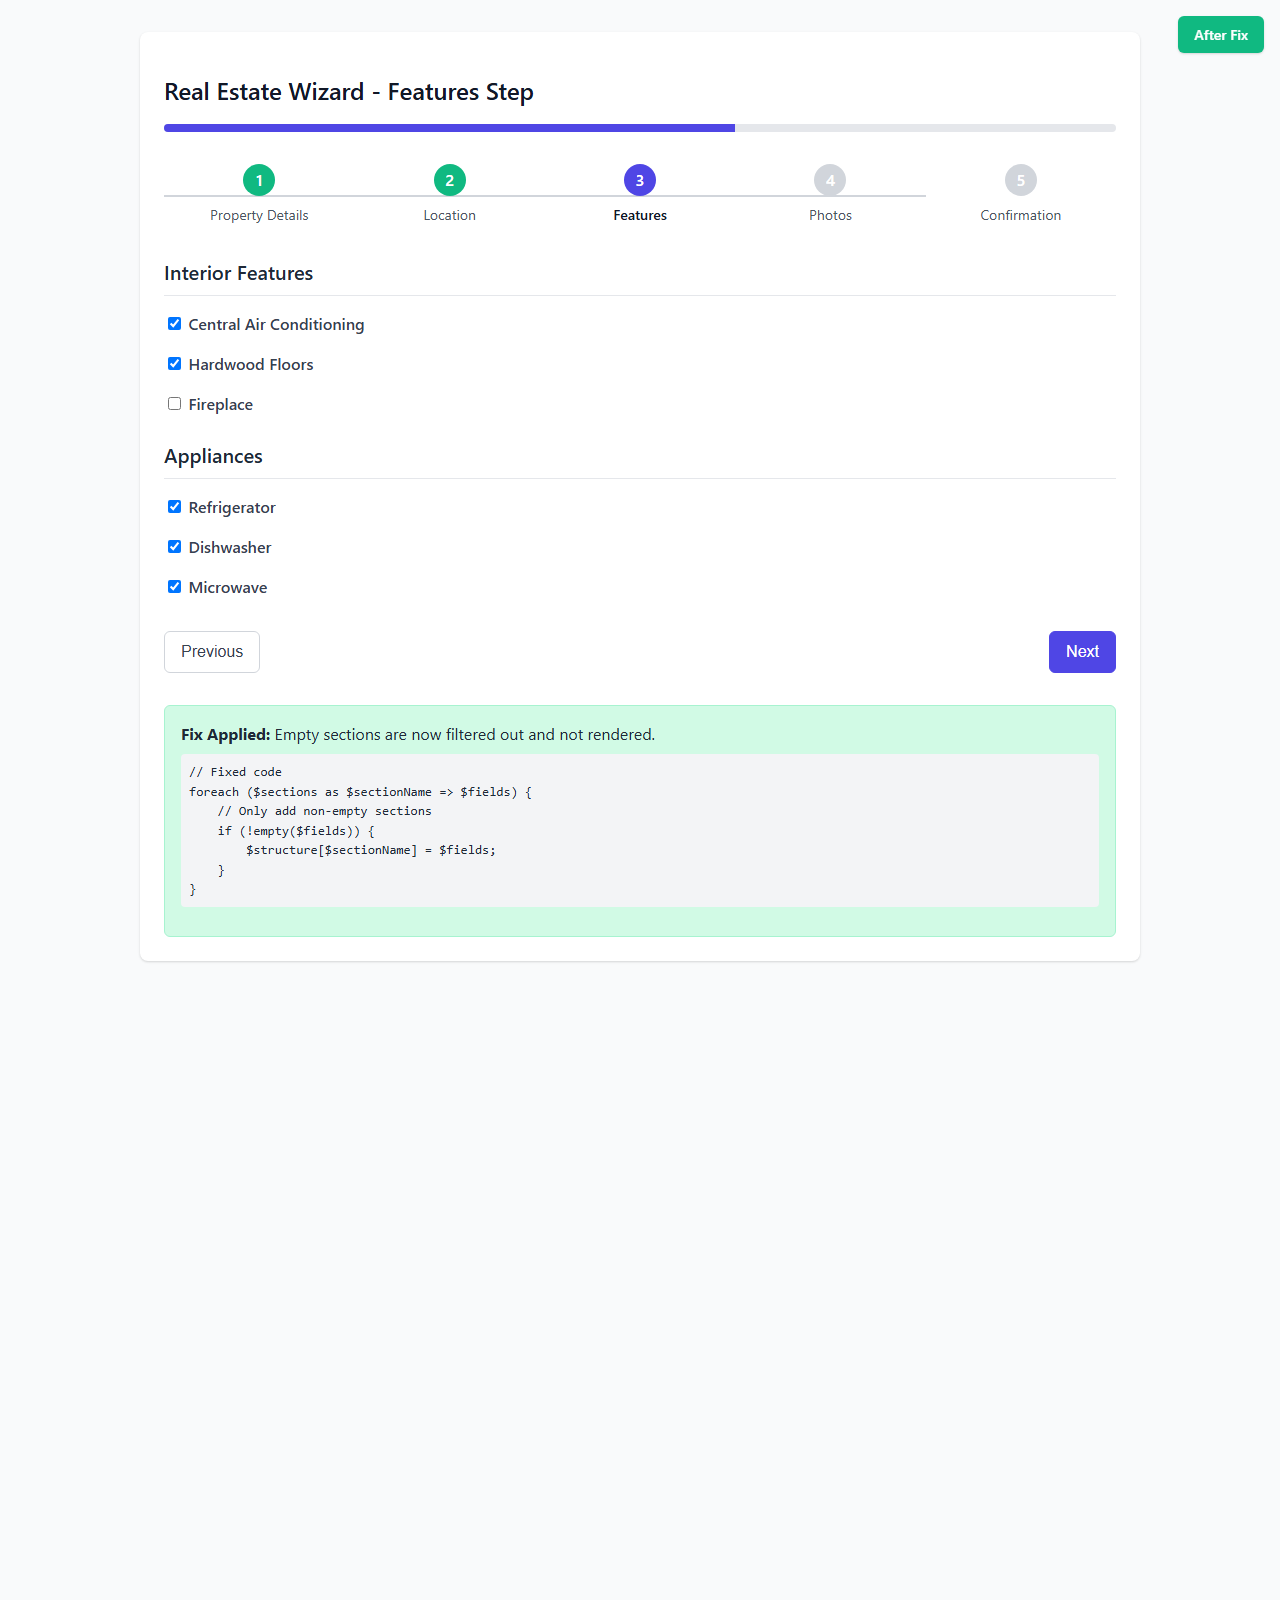 After Fix
Real Estate Wizard - Features Step
1 2 3 4 5
Property Details Location Features Photos Confirmation
Interior Features
Central Air Conditioning
Hardwood Floors
Fireplace
Appliances
Refrigerator
Dishwasher
Microwave
Previous Next
Fix Applied: Empty sections are now filtered out and not rendered.
// Fixed code
foreach ($sections as $sectionName => $fields) {
    // Only add non-empty sections
    if (!empty($fields)) {
        $structure[$sectionName] = $fields;
    }
}